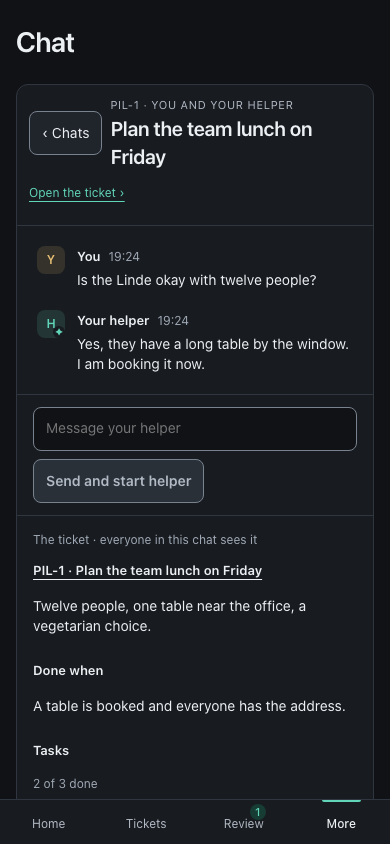 Chat
PIL-1 · YOU AND YOUR HELPER
‹ Chats
Plan the team lunch on
Friday
Open the ticket ›
Y
You 19:24
Is the Linde okay with twelve people?
H
Your helper 19:24
Yes, they have a long table by the window.
I am booking it now.
Message your helper
Send and start helper
The ticket · everyone in this chat sees it
PIL-1 · Plan the team lunch on Friday
Twelve people, one table near the office, a
vegetarian choice.
Done when
A table is booked and everyone has the address.
Tasks
2 of 3 done
1
Home Tickets Review More